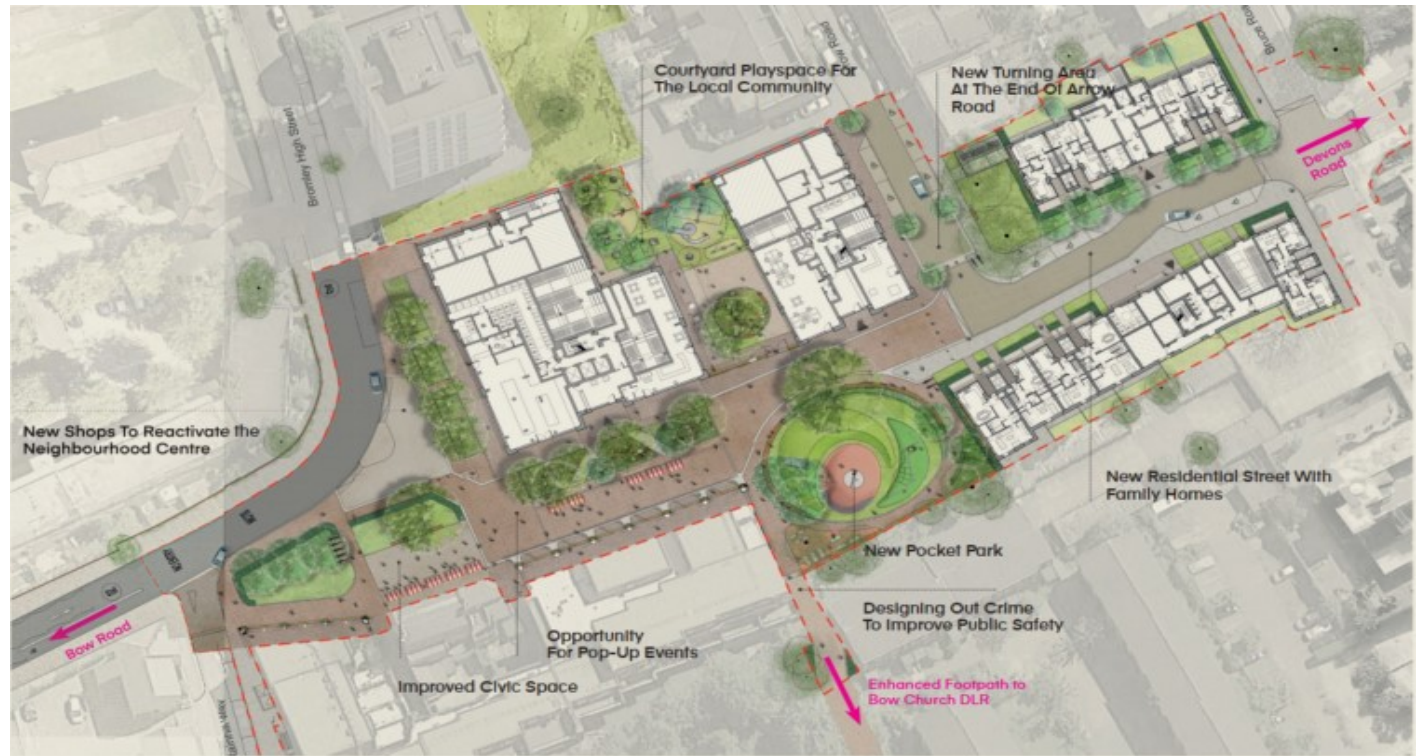 Bromley High Street
Courtyard Playspace For
The Local Community
New Turning Area
At The End Of Arrow
Road
Devons
Road
New Shops To Reactivate the
Neighbourhood Centre
New Residential Street With
Family Homes
New Pocket Park
Designing Out Crime
To Improve Public Safety
Opportunity
For Pop-Up Events
Improved Civic Space
Bow Road
Enhanced Footpath to
Bow Church DLR